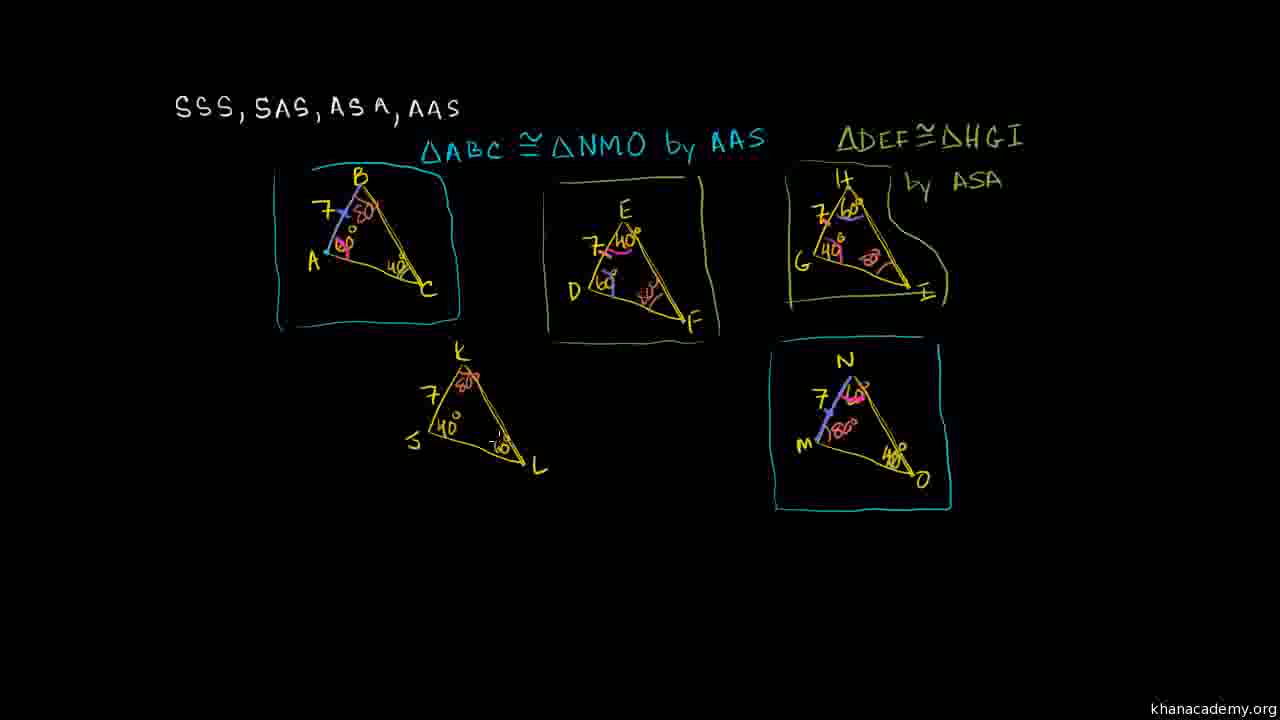 SSS, SAS, ASA, AAS
△ABC ≅ △NMO by AAS
△DEF ≅ △HGI
by ASA
B
7
80°
60°
A
40°
C
E
7
40°
D
60°
80°
F
H
7
60°
G
40°
80°
I
K
7
80°
J
40°
60°
L
N
7
60°
M
80°
40°
O
khanacademy.org